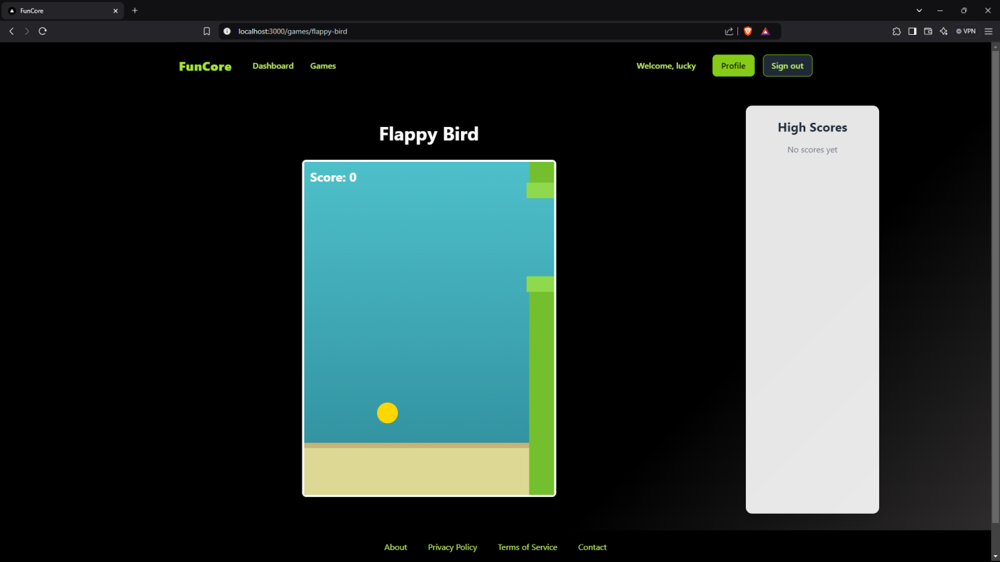 FunCore
localhost:3000/games/flappy-bird
VPN
FunCore
Dashboard
Games
Welcome, lucky
Profile
Sign out
Flappy Bird
Score: 0
High Scores
No scores yet
About
Privacy Policy
Terms of Service
Contact